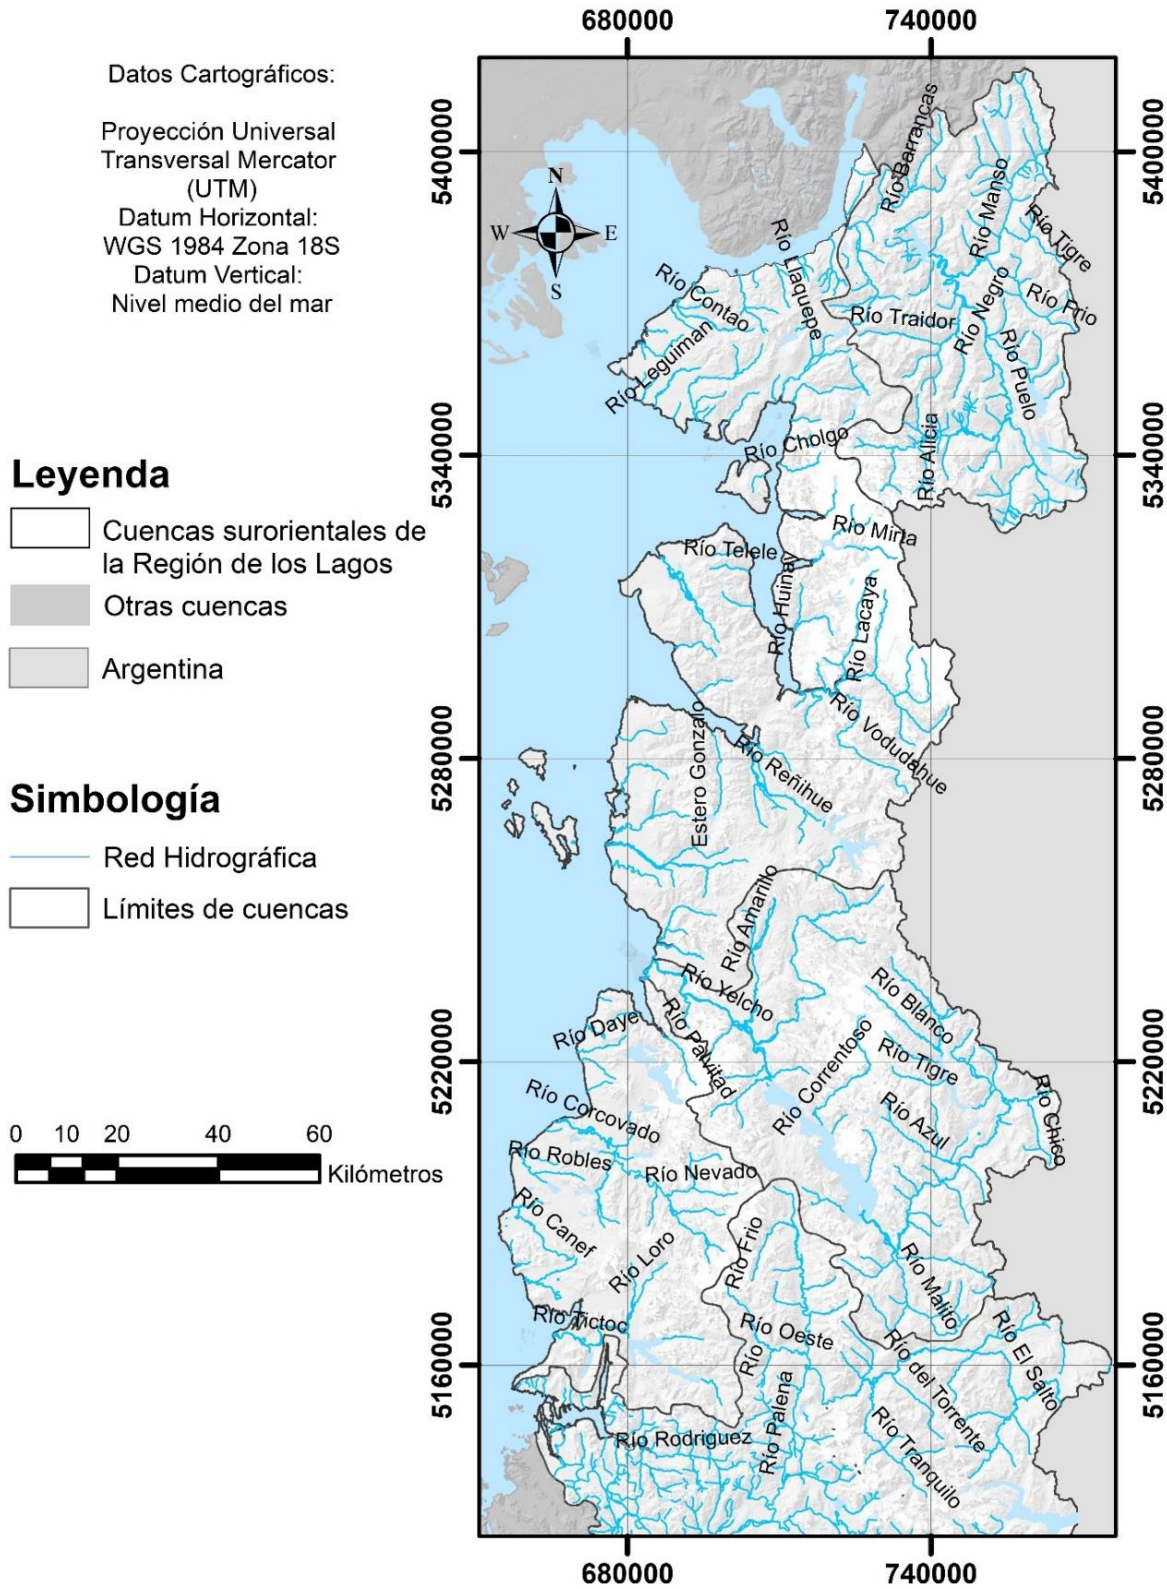 680000
740000
Datos Cartográficos:
Proyección Universal
Transversal Mercator
(UTM)
Datum Horizontal:
WGS 1984 Zona 18S
Datum Vertical:
Nivel medio del mar
N
W
E
S
5400000
5400000
Río Barrancas
Río Manso
Río Tigre
Río Llaquepe
Río Contao
Río Negro
Río Frio
Río Traidor
Río Leguiman
Río Puelo
5340000
5340000
Río Cholgo
Río Alicia
Leyenda
Cuencas surorientales de
la Región de los Lagos
Otras cuencas
Argentina
Río Mirta
Río Telele
Río Huinay
Río Lacaya
Río Vodudahue
5280000
5280000
Estero Gonzalo
Río Reñihue
Simbología
Red Hidrográfica
Límites de cuencas
Río Amarillo
Río Yelcho
Río Blanco
Río Daye
Río Palvitad
Río Correntoso
Río Tigre
5220000
5220000
Río Chico
Río Azul
Río Corcovado
0 10 20 40 60
Kilómetros
Río Robles
Río Nevado
Río Canef
Río Loro
Río Frio
Río Malito
Río Tictoc
Río Oeste
Río El Salto
Río
Río del Torrente
5160000
5160000
Río Palena
Río Rodriguez
Río Tranquilo
680000
740000